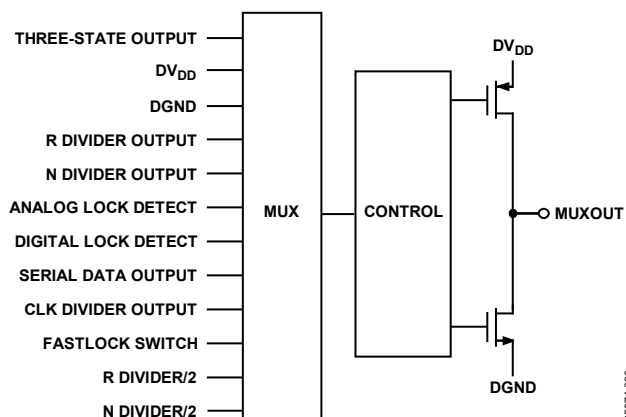 THREE-STATE OUTPUT
DVDD
DGND
R DIVIDER OUTPUT
N DIVIDER OUTPUT
ANALOG LOCK DETECT
DIGITAL LOCK DETECT
SERIAL DATA OUTPUT
CLK DIVIDER OUTPUT
FASTLOCK SWITCH
R DIVIDER/2
N DIVIDER/2
MUX
CONTROL
DVDD
MUXOUT
DGND